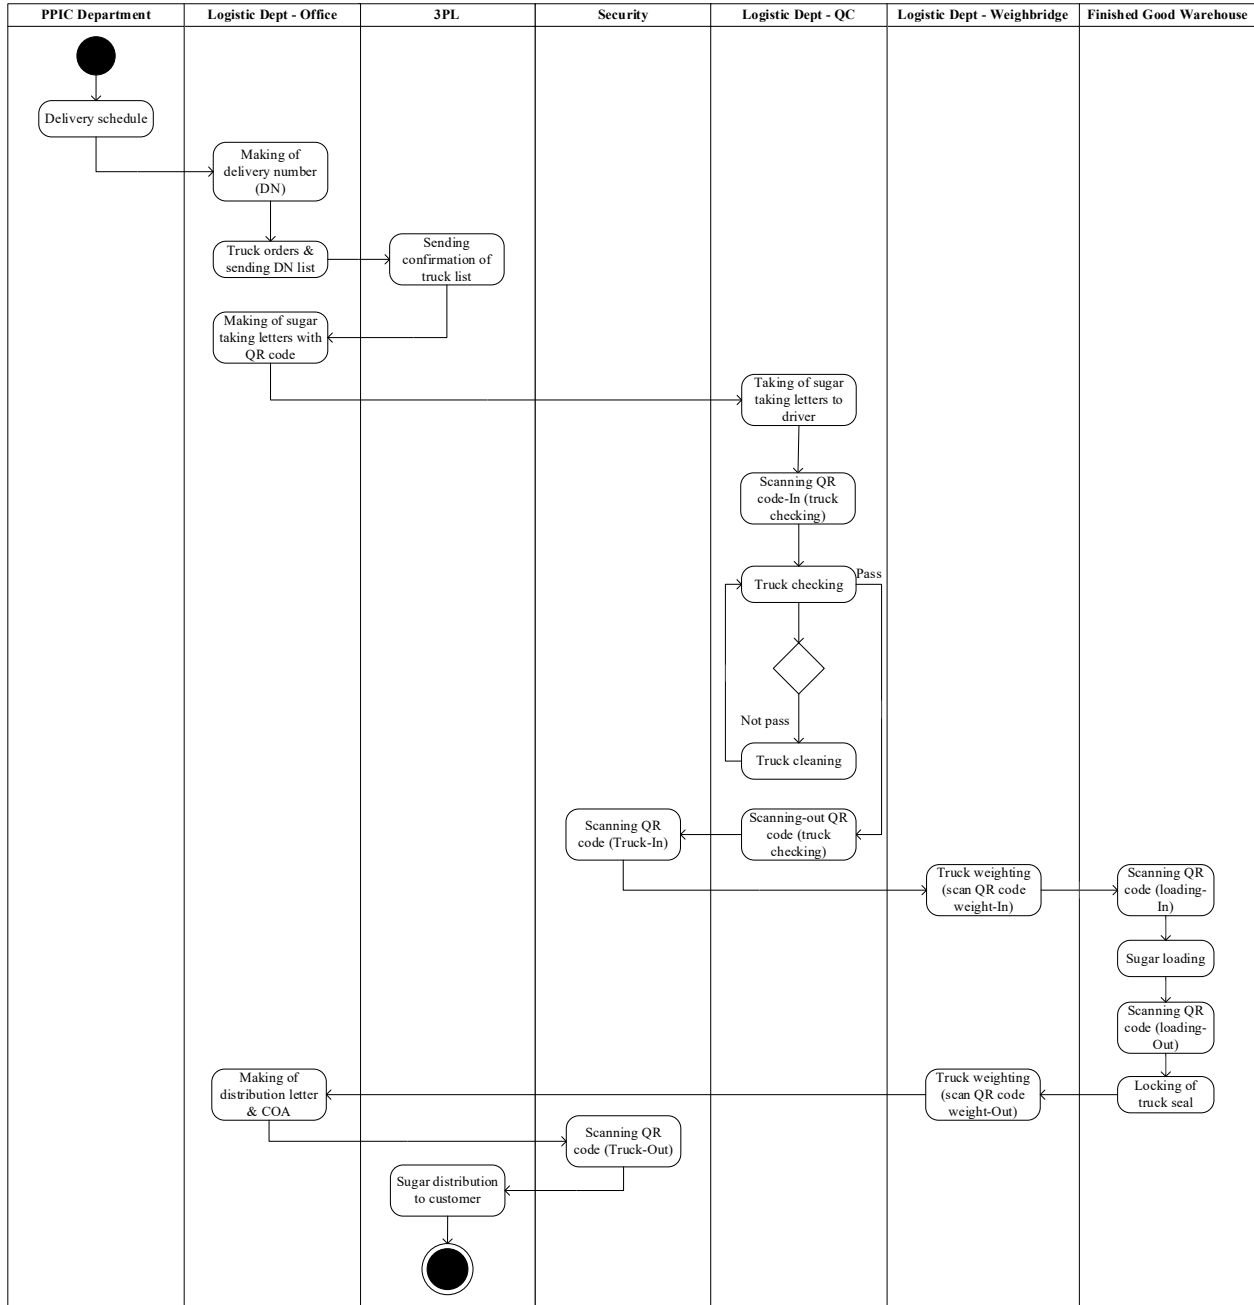 PPIC Department
Logistic Dept - Office
3PL
Security
Logistic Dept - QC
Logistic Dept - Weighbridge
Finished Good Warehouse
Delivery schedule
Making of
delivery number
(DN)
Truck orders &
sending DN list
Sending
confirmation of
truck list
Making of sugar
taking letters with
QR code
Taking of sugar
taking letters to
driver
Scanning QR
code-In (truck
checking)
Truck checking
Pass
Not pass
Truck cleaning
Scanning QR
code (Truck-In)
Scanning-out QR
code (truck
checking)
Truck weighting
(scan QR code
weight-In)
Scanning QR
code (loading-
In)
Sugar loading
Scanning QR
code (loading-
Out)
Making of
distribution letter
& COA
Truck weighting
(scan QR code
weight-Out)
Locking of
truck seal
Scanning QR
code (Truck-Out)
Sugar distribution
to customer